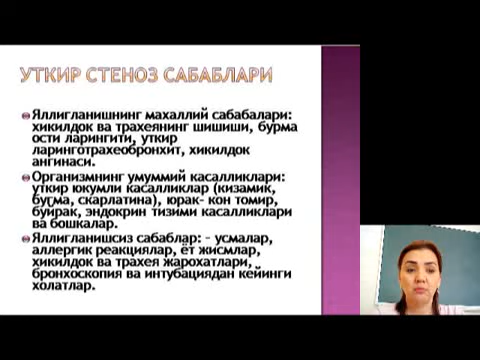 УТКИР СТЕНОЗ САБАБЛАРИ
Яллигланишнинг махаллий сабабалари:
хикилдок ва трахеянинг шишиши, бурма
ости ларингити, уткир
ларинготрахеобронхит, хикилдок
ангинаси.
Организмнинг умуммий касалликлари:
уткир юкумли касалликлар (кизамик,
бугма, скарлатина), юрак- кон томир,
буйрак, эндокрин тизими касалликлари
ва бошкалар.
Яллигланишсиз сабаблар: - усмалар,
аллергик реакциялар, ёт жисмлар,
хикилдок ва трахея жарохатлари,
бронхоскопия ва интубациядан кейинги
холатлар.